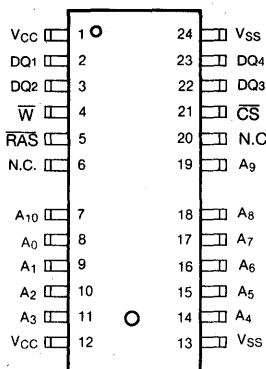 VCC 1 24 VSS
DQ1 2 23 DQ4
DQ2 3 22 DQ3
W̅ 4 21 C̅S̅
R̅A̅S̅ 5 20 N.C
N.C. 6 19 A9
A10 7 18 A8
A0 8 17 A7
A1 9 16 A6
A2 10 15 A5
A3 11 14 A4
VCC 12 13 VSS